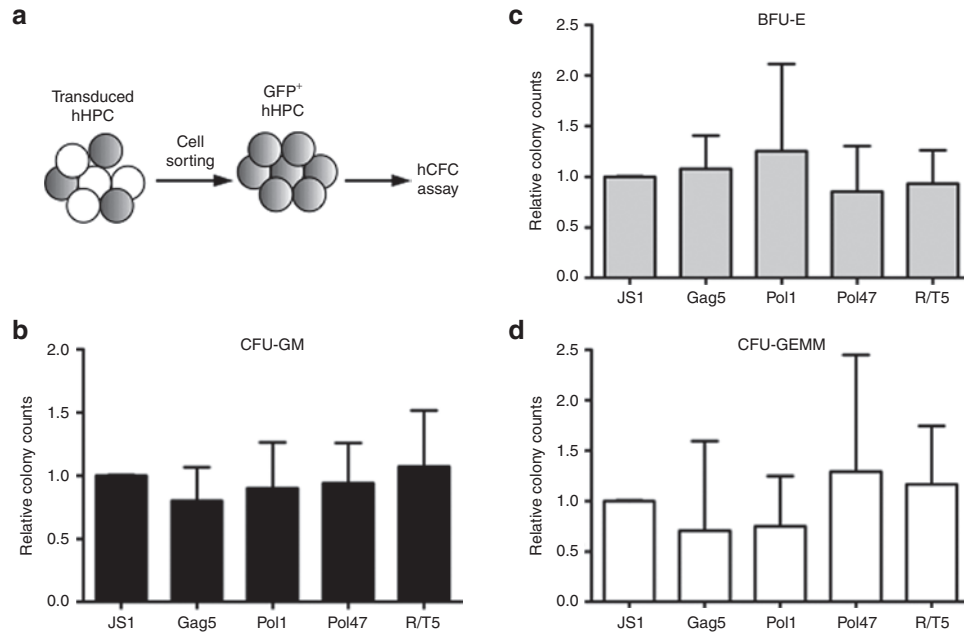 a
Transduced
hHPC
Cell
sorting
GFP⁺
hHPC
hCFC
assay
b
CFU-GM
Relative colony counts
2.0
1.5
1.0
0.5
0.0
JS1 Gag5 Pol1 Pol47 R/T5
c
BFU-E
Relative colony counts
2.5
2.0
1.5
1.0
0.5
0.0
JS1 Gag5 Pol1 Pol47 R/T5
d
CFU-GEMM
Relative colony counts
2.5
2.0
1.5
1.0
0.5
0.0
JS1 Gag5 Pol1 Pol47 R/T5